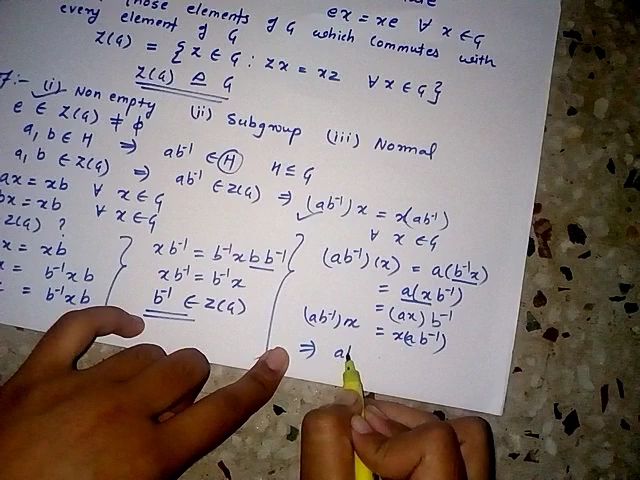 those elements of G which commutes with
every element of G
ex = xe ∀ x ∈ G
Z(G) = {z ∈ G : zx = xz ∀ x ∈ G}
Z(G) ⊴ G
(i) Non empty (ii) Subgroup (iii) Normal
e ∈ Z(G) ≠ ϕ
a, b ∈ H ⇒ ab⁻¹ ∈ H H ≤ G
a, b ∈ Z(G) ⇒ ab⁻¹ ∈ Z(G) ⇒ (ab⁻¹)x = x(ab⁻¹)
∀ x ∈ G
ax = xb ∀ x ∈ G
bx = xb ∀ x ∈ G
Z(G) ?
x = xb
= b⁻¹xb
= b⁻¹xb
xb⁻¹ = b⁻¹xbb⁻¹
xb⁻¹ = b⁻¹x
b⁻¹ ∈ Z(G)
(ab⁻¹)(x) = a(b⁻¹x)
= a(xb⁻¹)
= (ax)b⁻¹
(ab⁻¹)x = x(ab⁻¹)
⇒ a